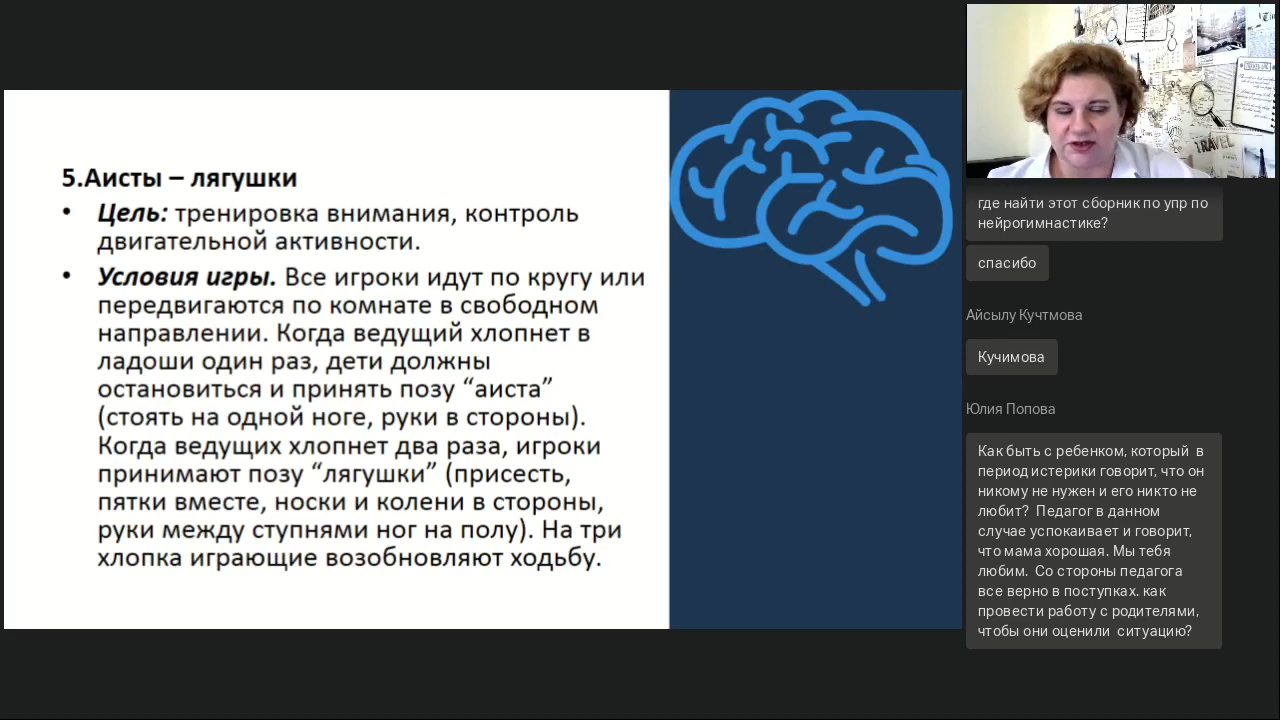 5.Аисты – лягушки
• Цель: тренировка внимания, контроль
двигательной активности.
• Условия игры. Все игроки идут по кругу или
передвигаются по комнате в свободном
направлении. Когда ведущий хлопнет в
ладоши один раз, дети должны
остановиться и принять позу “аиста”
(стоять на одной ноге, руки в стороны).
Когда ведущих хлопнет два раза, игроки
принимают позу “лягушки” (присесть,
пятки вместе, носки и колени в стороны,
руки между ступнями ног на полу). На три
хлопка играющие возобновляют ходьбу.
TRAVEL
где найти этот сборник по упр по
нейрогимнастике?
спасибо
Айсылу Кучтмова
Кучимова
Юлия Попова
Как быть с ребенком, который в
период истерики говорит, что он
никому не нужен и его никто не
любит? Педагог в данном
случае успокаивает и говорит,
что мама хорошая. Мы тебя
любим. Со стороны педагога
все верно в поступках. как
провести работу с родителями,
чтобы они оценили ситуацию?